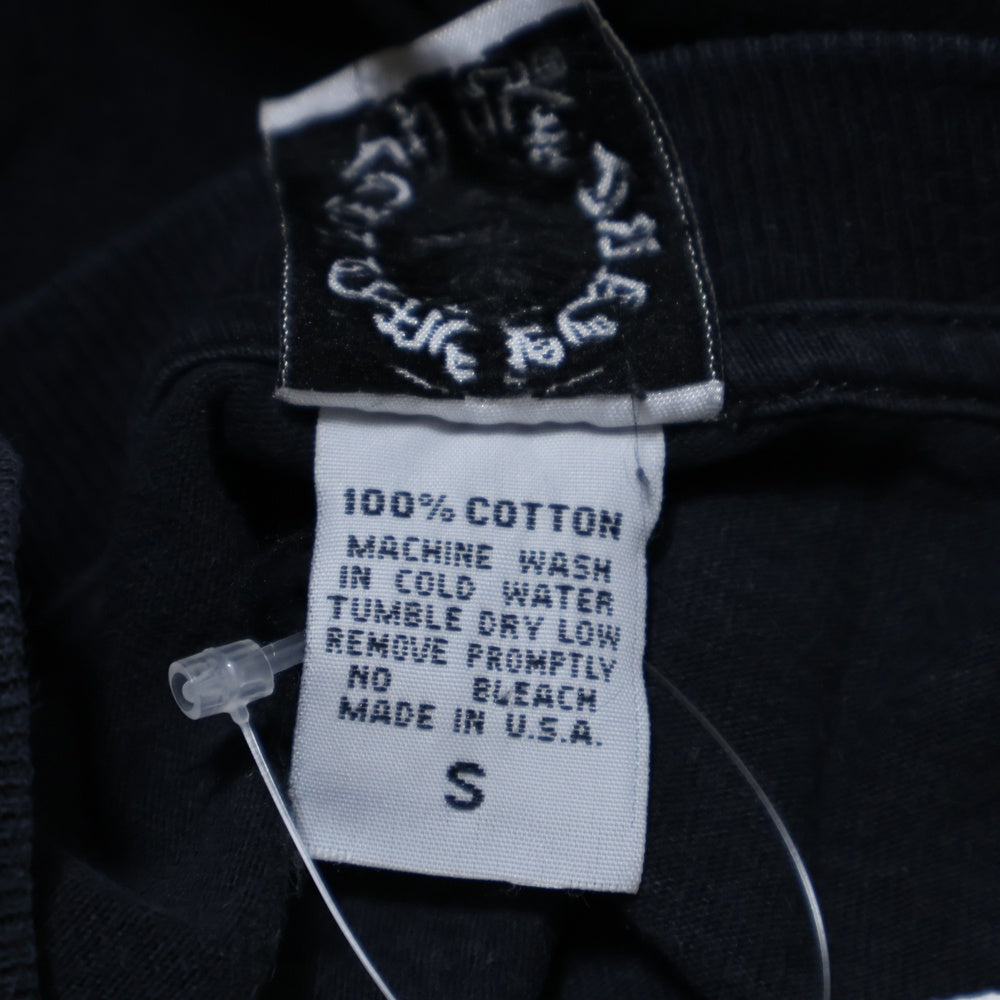 100% COTTON
MACHINE WASH
IN COLD WATER
TUMBLE DRY LOW
REMOVE PROMPTLY
NO BLEACH
MADE IN U.S.A.
S